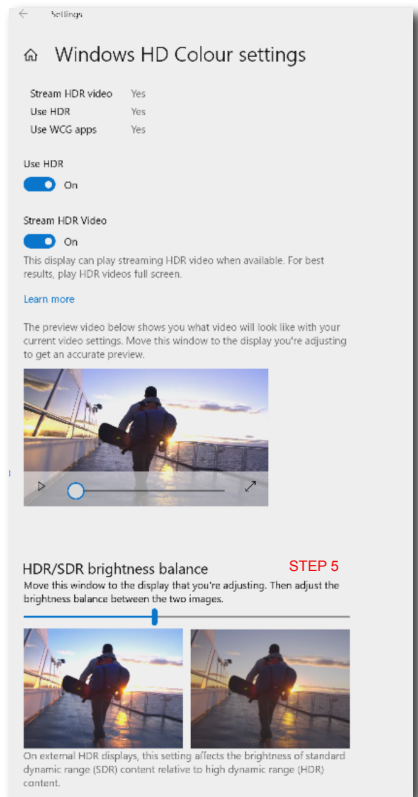 Settings
Windows HD Colour settings
Stream HDR video Yes
Use HDR Yes
Use WCG apps Yes
Use HDR
On
Stream HDR Video
On
This display can play streaming HDR video when available. For best
results, play HDR videos full screen.
Learn more
The preview video below shows you what video will look like with your
current video settings. Move this window to the display you're adjusting
to get an accurate preview.
HDR/SDR brightness balance STEP 5
Move this window to the display that you're adjusting. Then adjust the
brightness balance between the two images.
On external HDR displays, this setting affects the brightness of standard
dynamic range (SDR) content relative to high dynamic range (HDR)
content.